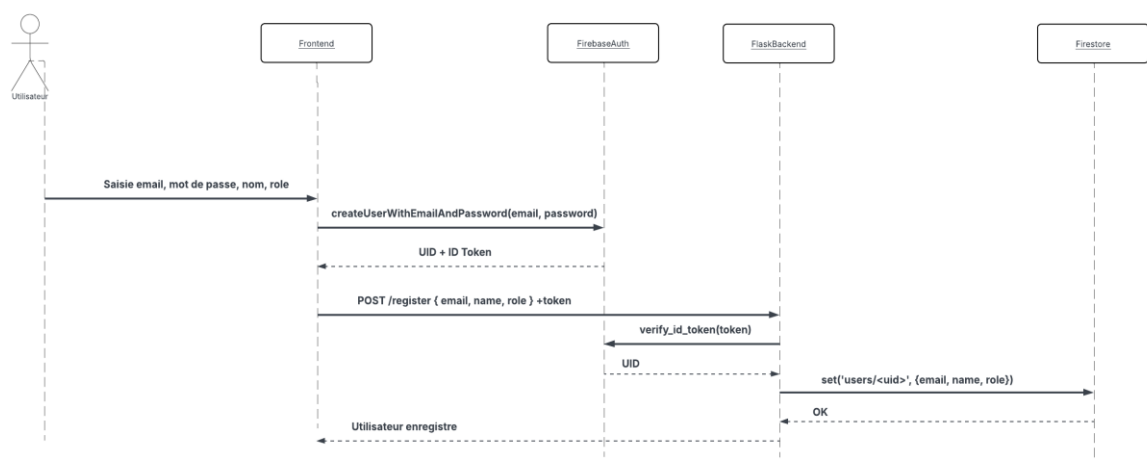 Frontend
FirebaseAuth
FlaskBackend
Firestore
Utilisateur
Saisie email, mot de passe, nom, role
createUserWithEmailAndPassword(email, password)
UID + ID Token
POST /register { email, name, role } +token
verify_id_token(token)
UID
set('users/<uid>', {email, name, role})
OK
Utilisateur enregistre